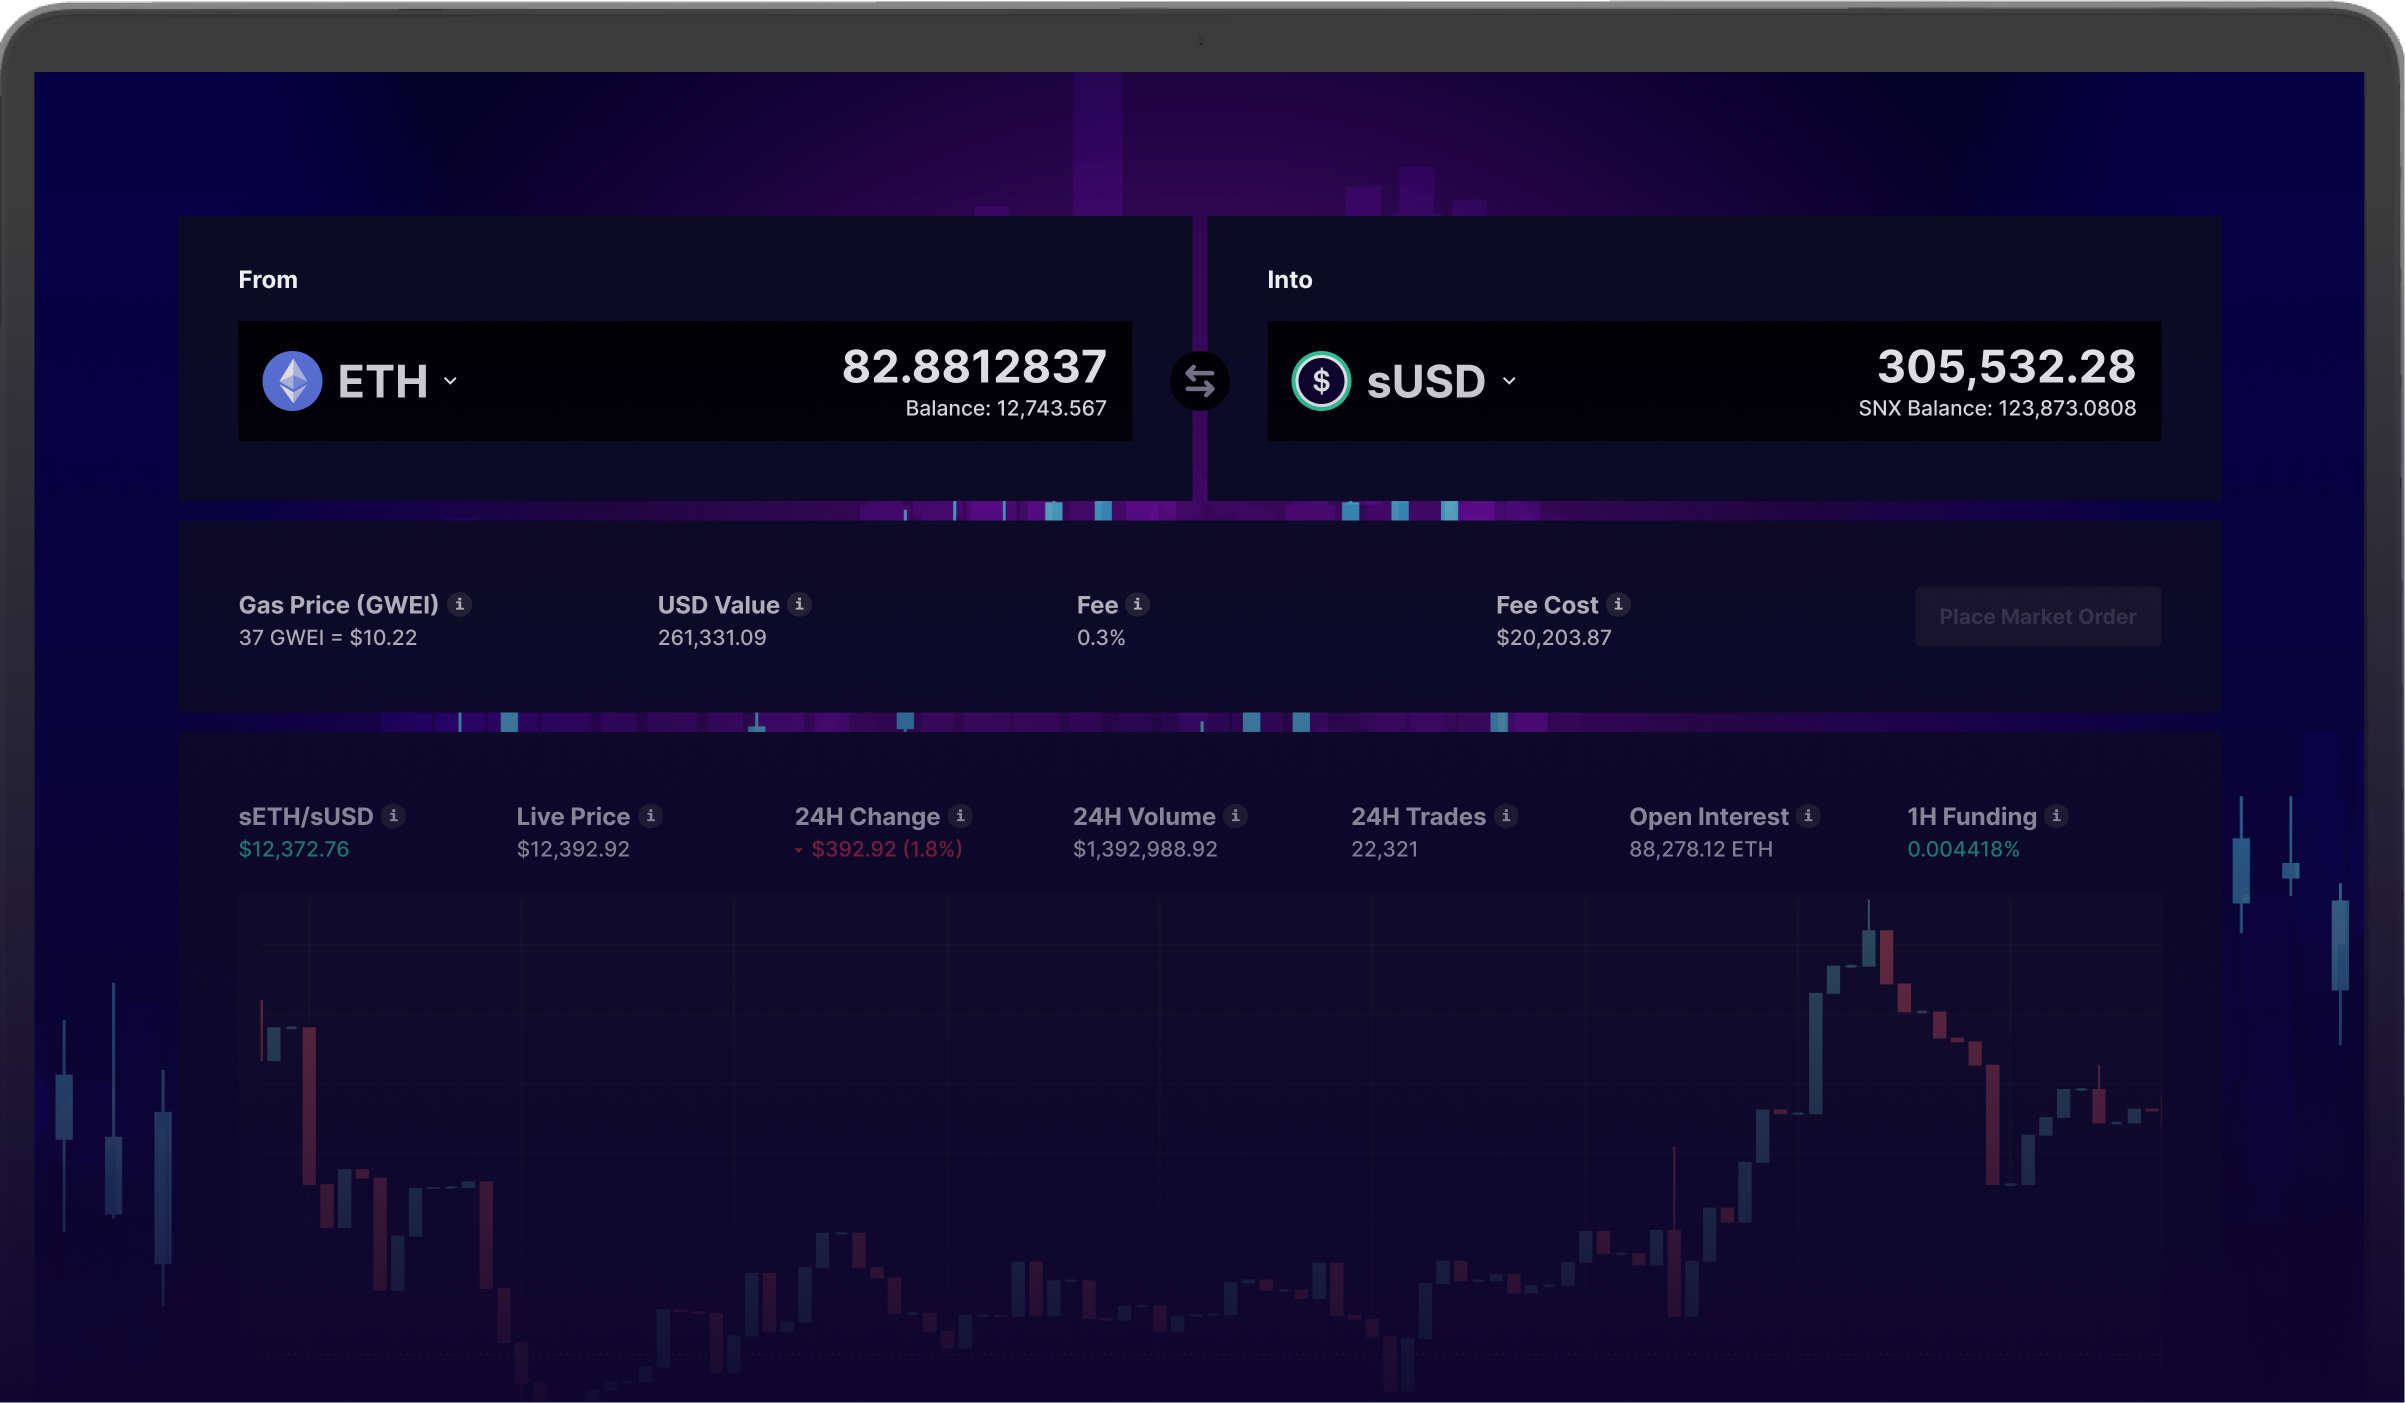 From
ETH
82.8812837
Balance: 12,743.567
Into
$
sUSD
305,532.28
SNX Balance: 123,873.0808
Gas Price (GWEI) i
37 GWEI = $10.22
USD Value i
261,331.09
Fee i
0.3%
Fee Cost i
$20,203.87
Place Market Order
sETH/sUSD i
$12,372.76
Live Price i
$12,392.92
24H Change i
$392.92 (1.8%)
24H Volume i
$1,392,988.92
24H Trades i
22,321
Open Interest i
88,278.12 ETH
1H Funding i
0.004418%